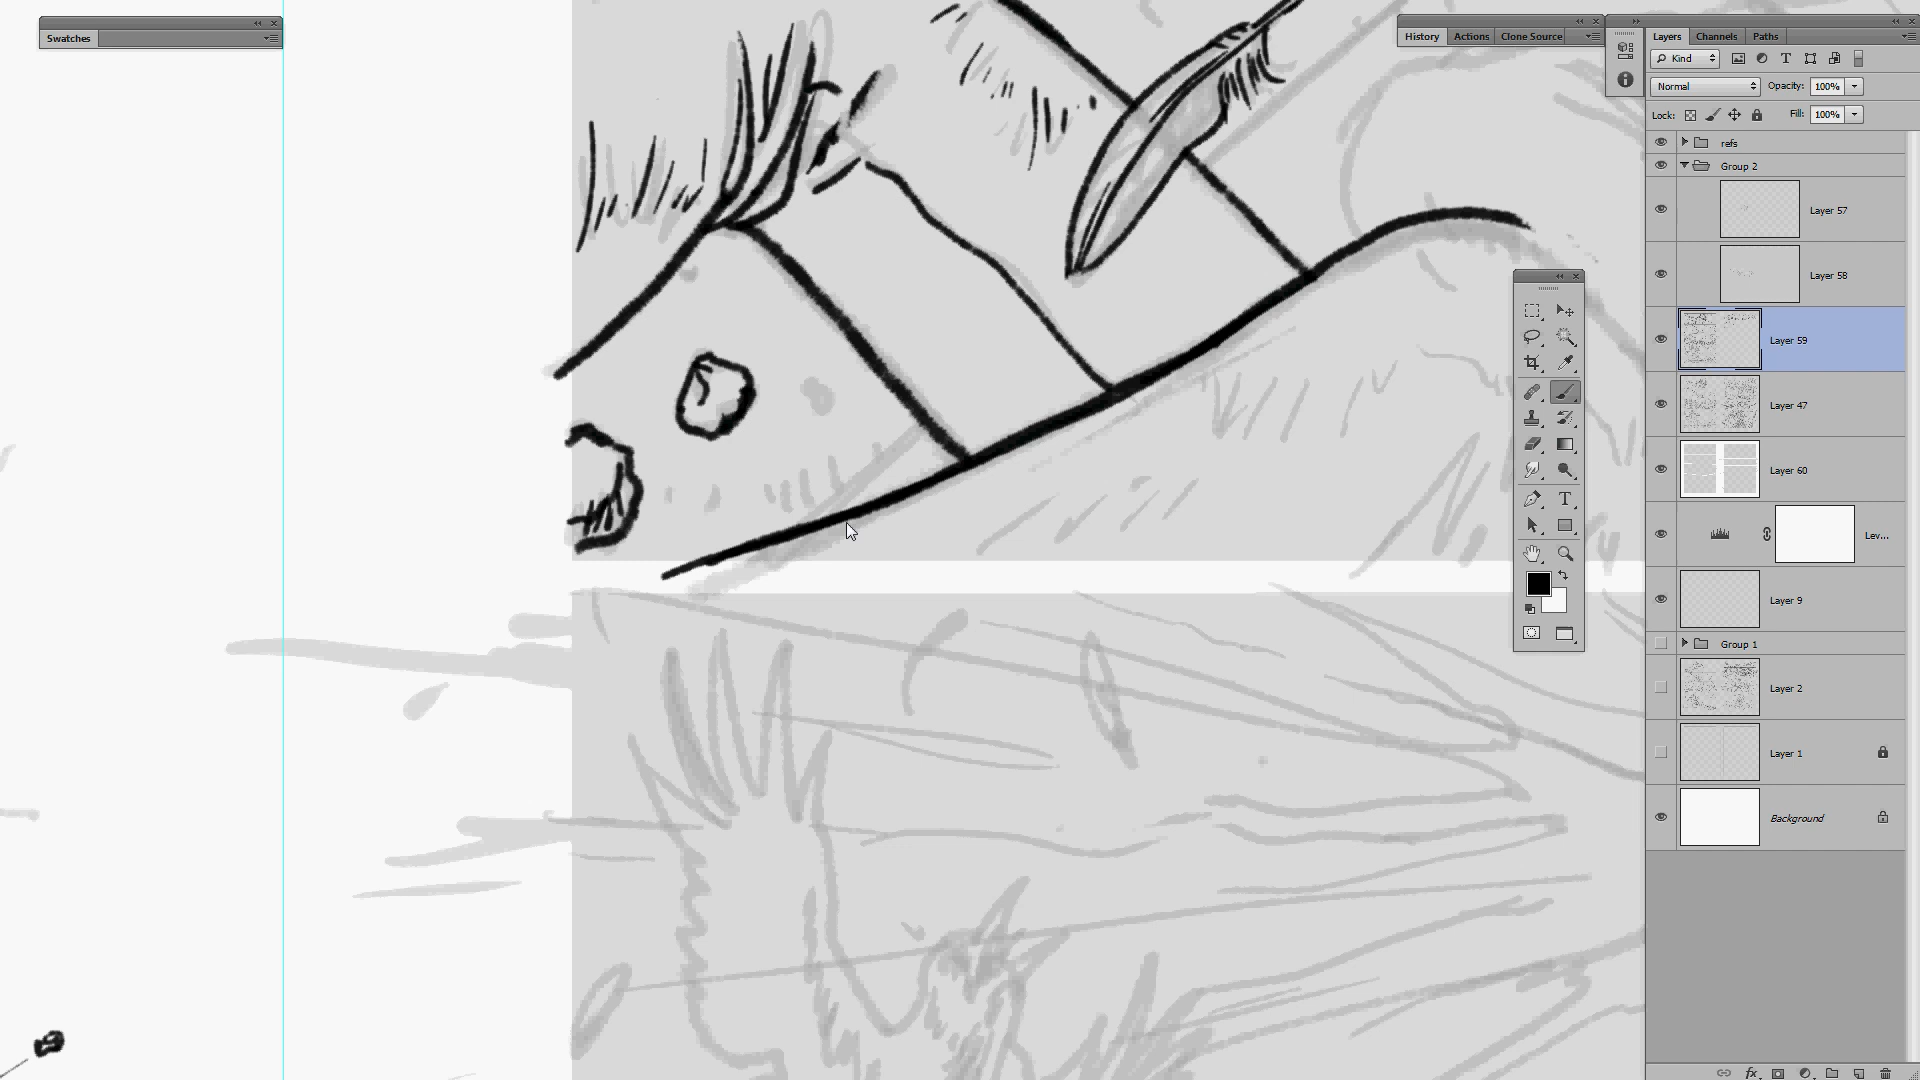 Swatches
History Actions Clone Source
Layers Channels Paths
Kind
Normal Opacity: 100%
Lock: Fill: 100%
refs
Group 2
Layer 57
Layer 58
Layer 59
Layer 47
Layer 60
Lev...
Layer 9
Group 1
Layer 2
Layer 1
Background